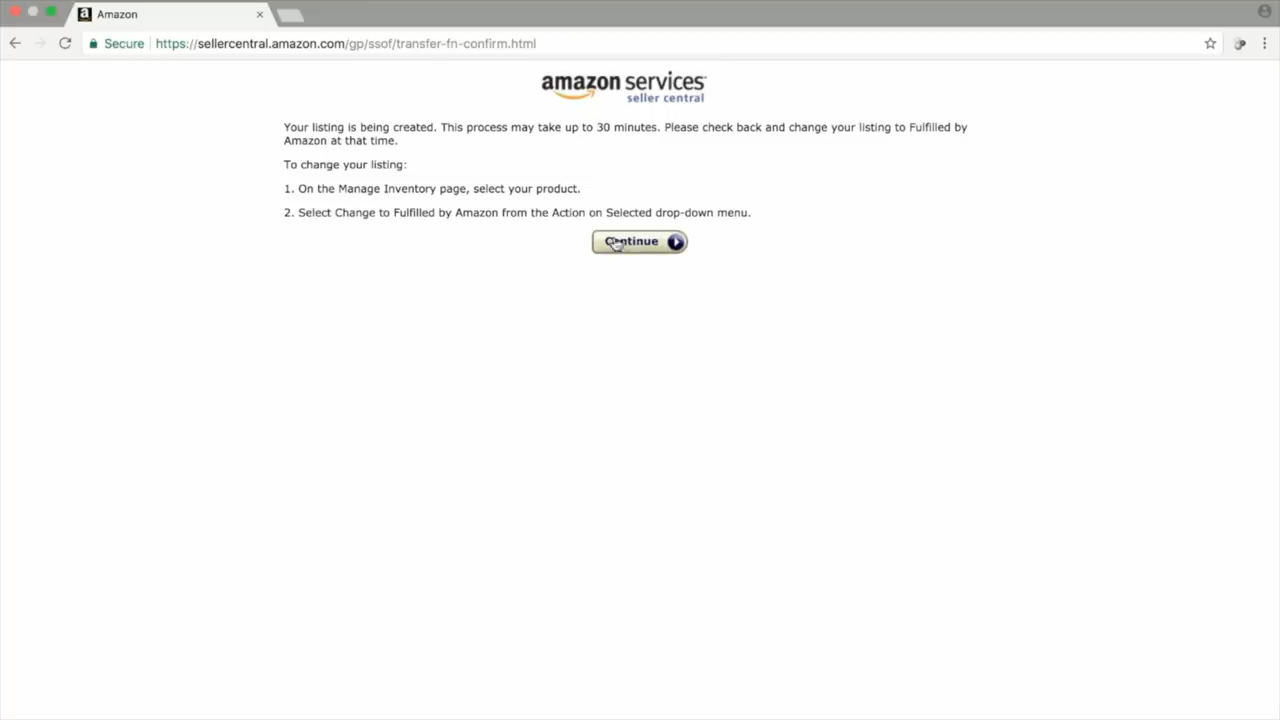 Amazon
Secure https://sellercentral.amazon.com/gp/ssof/transfer-fn-confirm.html
amazon services
seller central
Your listing is being created. This process may take up to 30 minutes. Please check back and change your listing to Fulfilled by
Amazon at that time.
To change your listing:
1. On the Manage Inventory page, select your product.
2. Select Change to Fulfilled by Amazon from the Action on Selected drop-down menu.
Continue